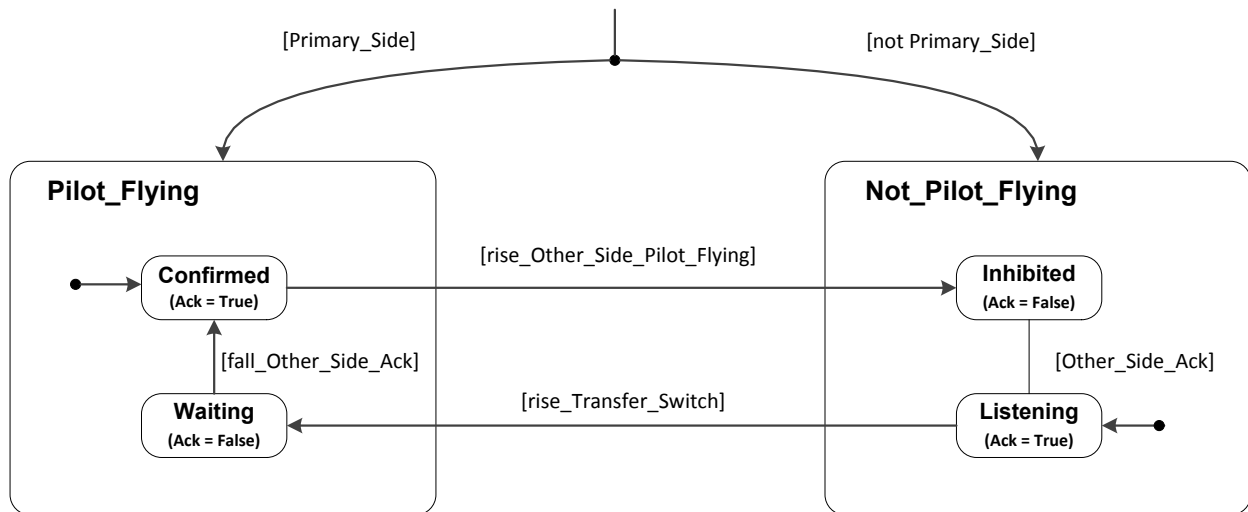 [Primary_Side]
[not Primary_Side]
Pilot_Flying
Not_Pilot_Flying
[rise_Other_Side_Pilot_Flying]
Confirmed
(Ack = True)
Inhibited
(Ack = False)
[fall_Other_Side_Ack]
[Other_Side_Ack]
[rise_Transfer_Switch]
Waiting
(Ack = False)
Listening
(Ack = True)